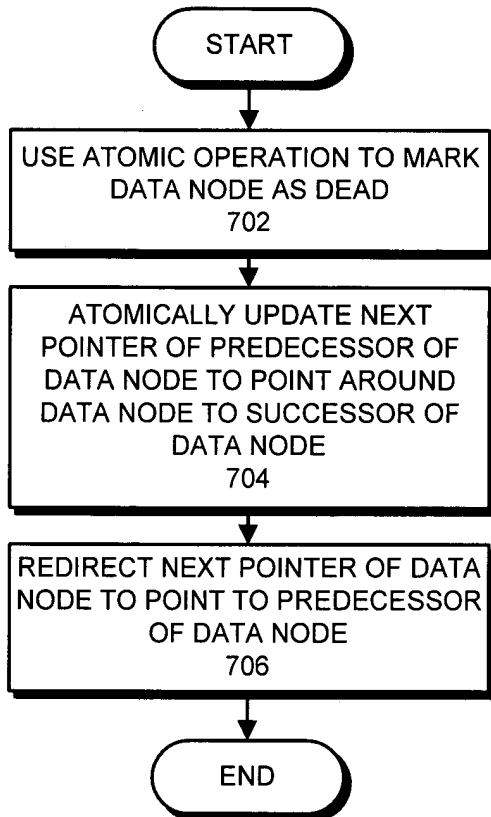 START
USE ATOMIC OPERATION TO MARK
DATA NODE AS DEAD
702
ATOMICALLY UPDATE NEXT
POINTER OF PREDECESSOR OF
DATA NODE TO POINT AROUND
DATA NODE TO SUCCESSOR OF
DATA NODE
704
REDIRECT NEXT POINTER OF DATA
NODE TO POINT TO PREDECESSOR
OF DATA NODE
706
END